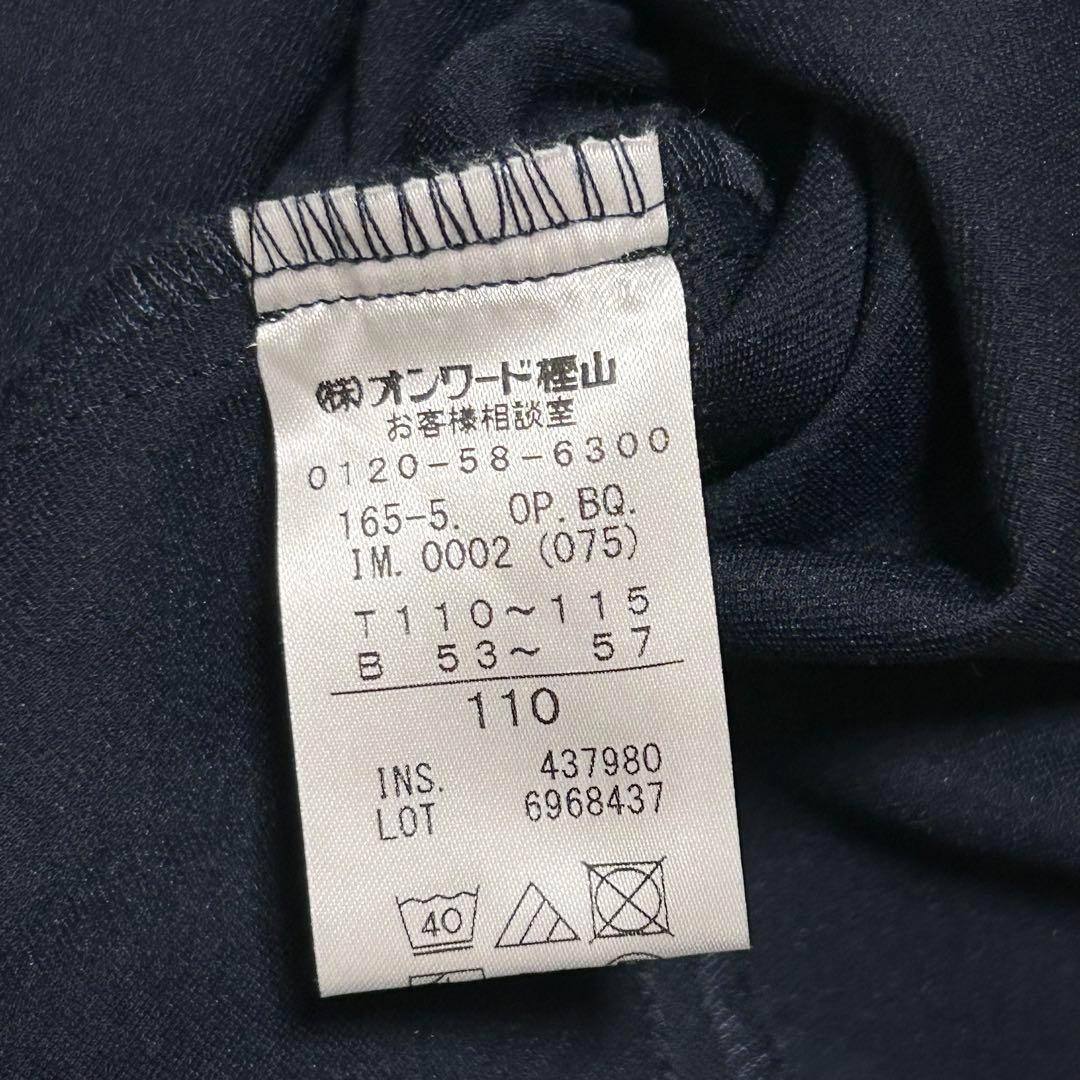 ㈱オンワード樫山
お客様相談室
0120-58-6300
165-5. OP.BQ.
IM. 0002 (075)
T110～115
B 53～ 57
110
INS. 437980
LOT 6968437
40